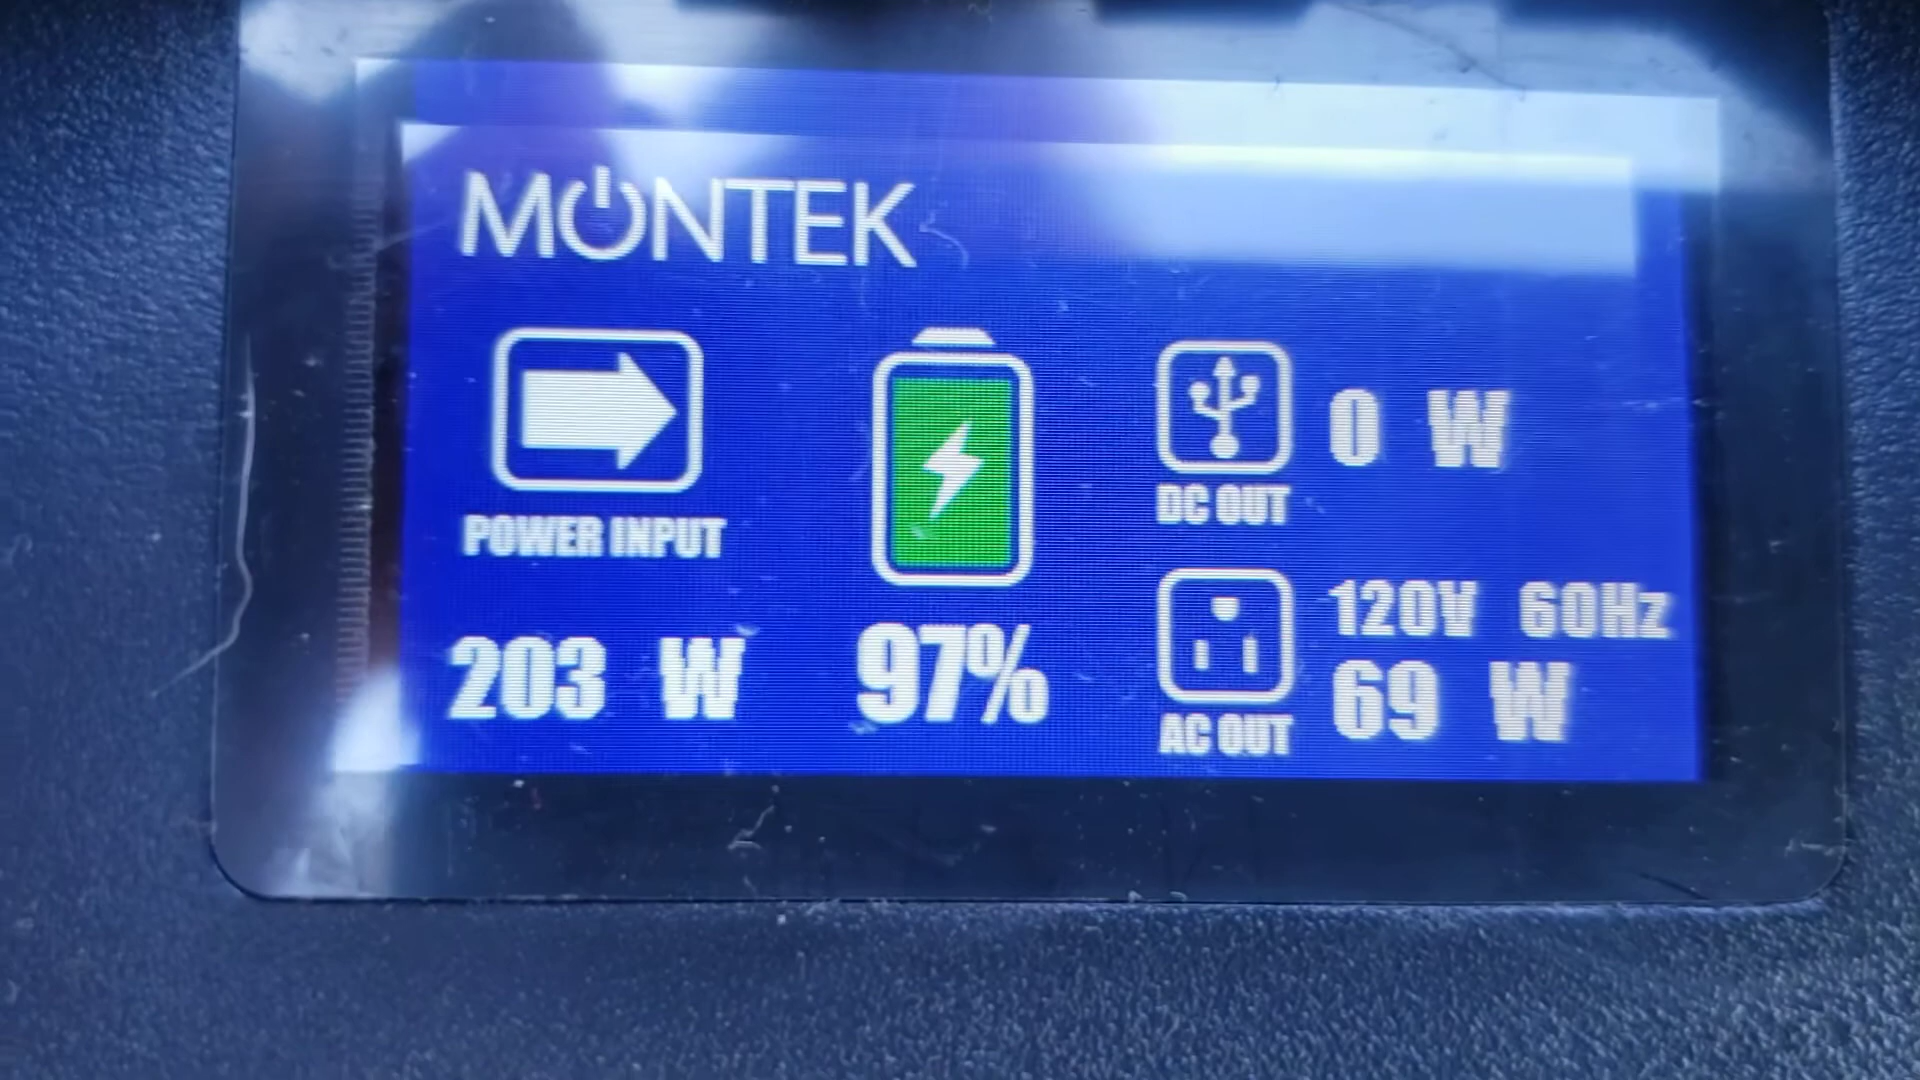 MONTEK
POWER INPUT
203 W
97%
0 W
DC OUT
120V 60Hz
69 W
AC OUT